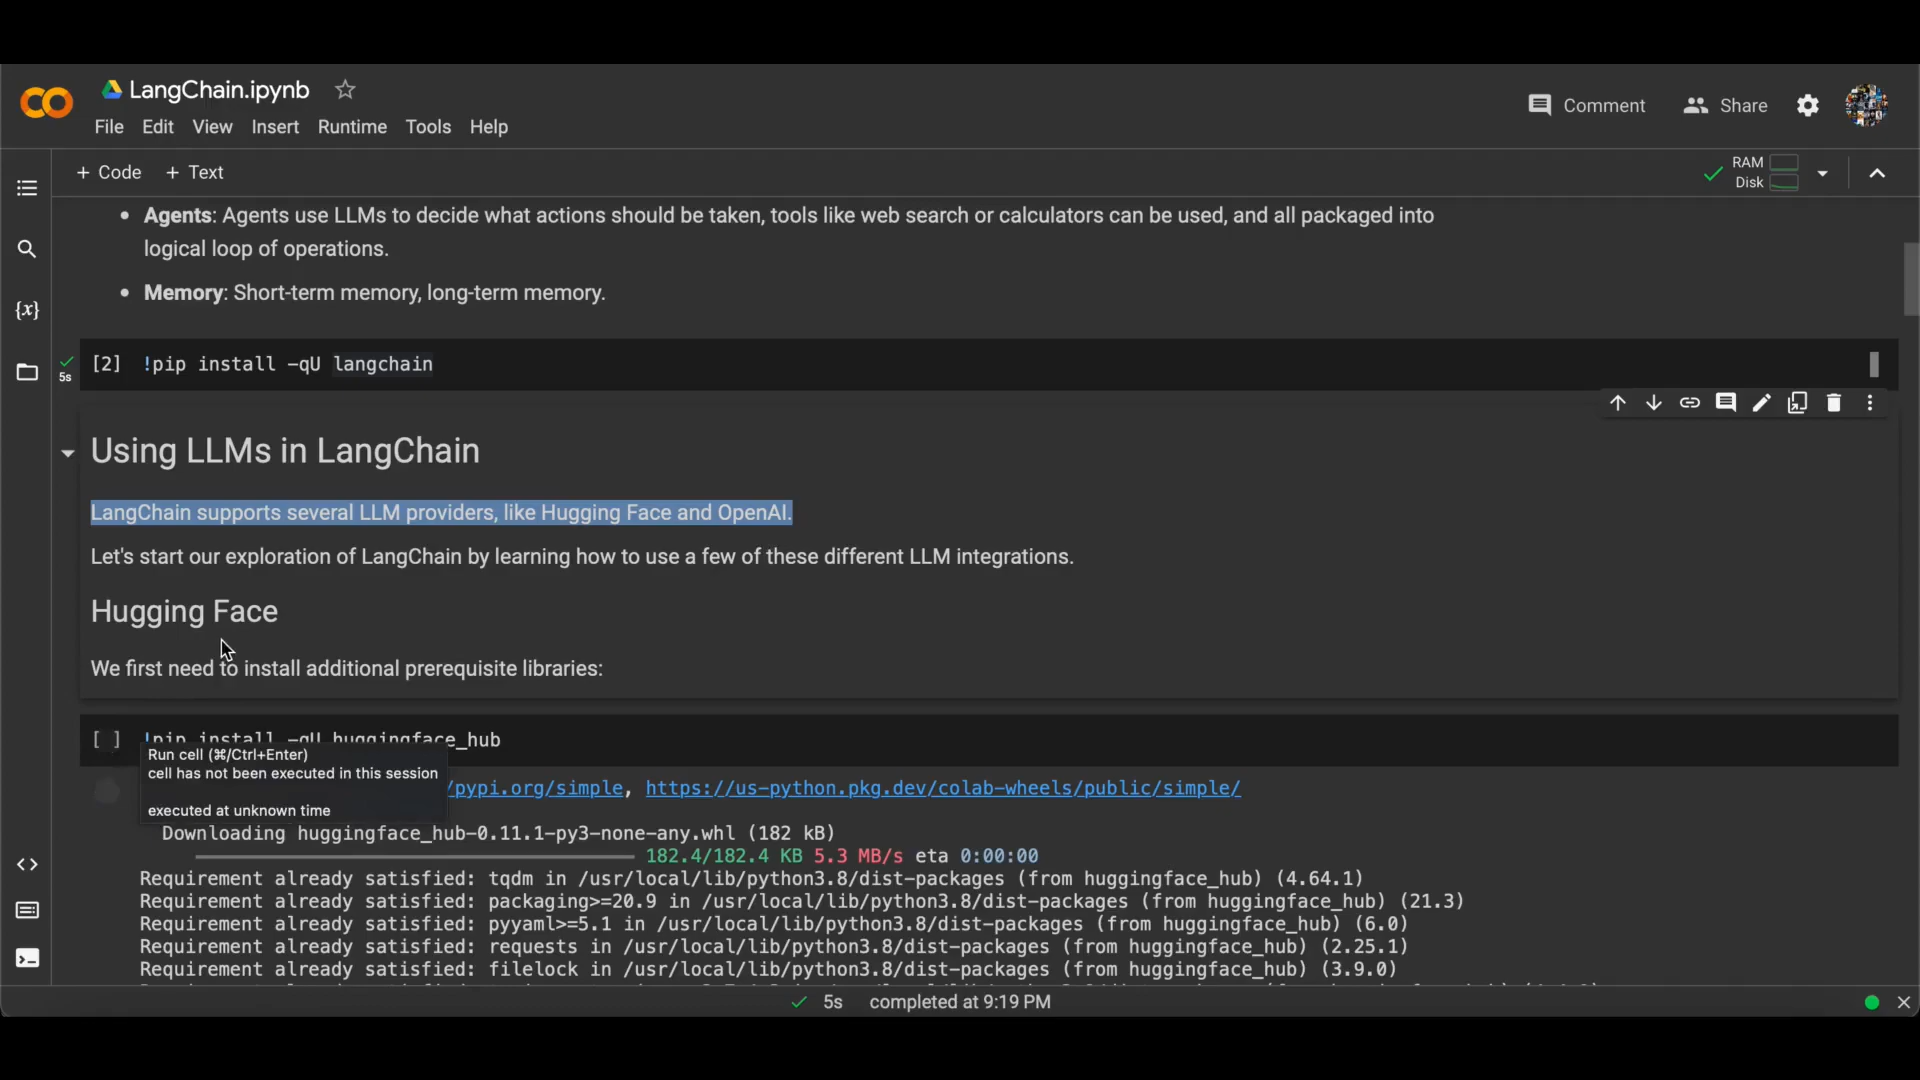 LangChain.ipynb
Comment
Share
File Edit View Insert Runtime Tools Help
+ Code + Text
RAM
Disk
• Agents: Agents use LLMs to decide what actions should be taken, tools like web search or calculators can be used, and all packaged into
logical loop of operations.
• Memory: Short-term memory, long-term memory.
5s
[2] !pip install -qU langchain
Using LLMs in LangChain
LangChain supports several LLM providers, like Hugging Face and OpenAI.
Let's start our exploration of LangChain by learning how to use a few of these different LLM integrations.
Hugging Face
We first need to install additional prerequisite libraries:
[ ] !pip install -qU huggingface_hub
Run cell (⌘/Ctrl+Enter)
cell has not been executed in this session
executed at unknown time
/pypi.org/simple, https://us-python.pkg.dev/colab-wheels/public/simple/
Downloading huggingface_hub-0.11.1-py3-none-any.whl (182 kB)
182.4/182.4 KB 5.3 MB/s eta 0:00:00
Requirement already satisfied: tqdm in /usr/local/lib/python3.8/dist-packages (from huggingface_hub) (4.64.1)
Requirement already satisfied: packaging>=20.9 in /usr/local/lib/python3.8/dist-packages (from huggingface_hub) (21.3)
Requirement already satisfied: pyyaml>=5.1 in /usr/local/lib/python3.8/dist-packages (from huggingface_hub) (6.0)
Requirement already satisfied: requests in /usr/local/lib/python3.8/dist-packages (from huggingface_hub) (2.25.1)
Requirement already satisfied: filelock in /usr/local/lib/python3.8/dist-packages (from huggingface_hub) (3.9.0)
5s completed at 9:19 PM